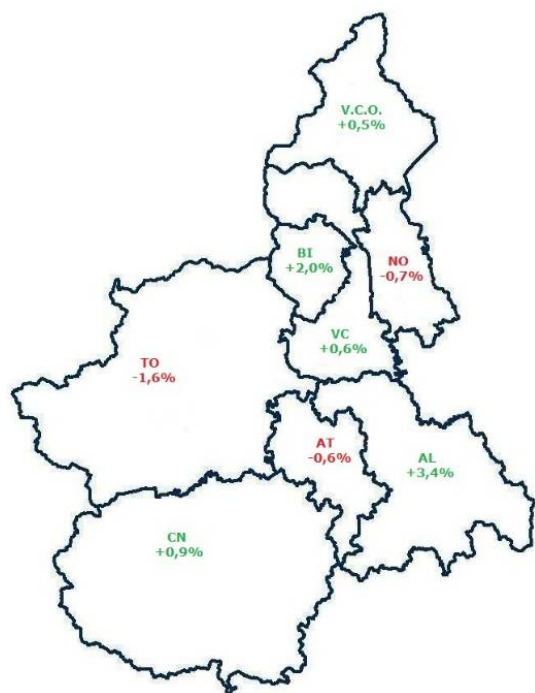 V.C.O.
+0,5%
BI
+2,0%
NO
-0,7%
VC
+0,6%
TO
-1,6%
AT
-0,6%
AL
+3,4%
CN
+0,9%